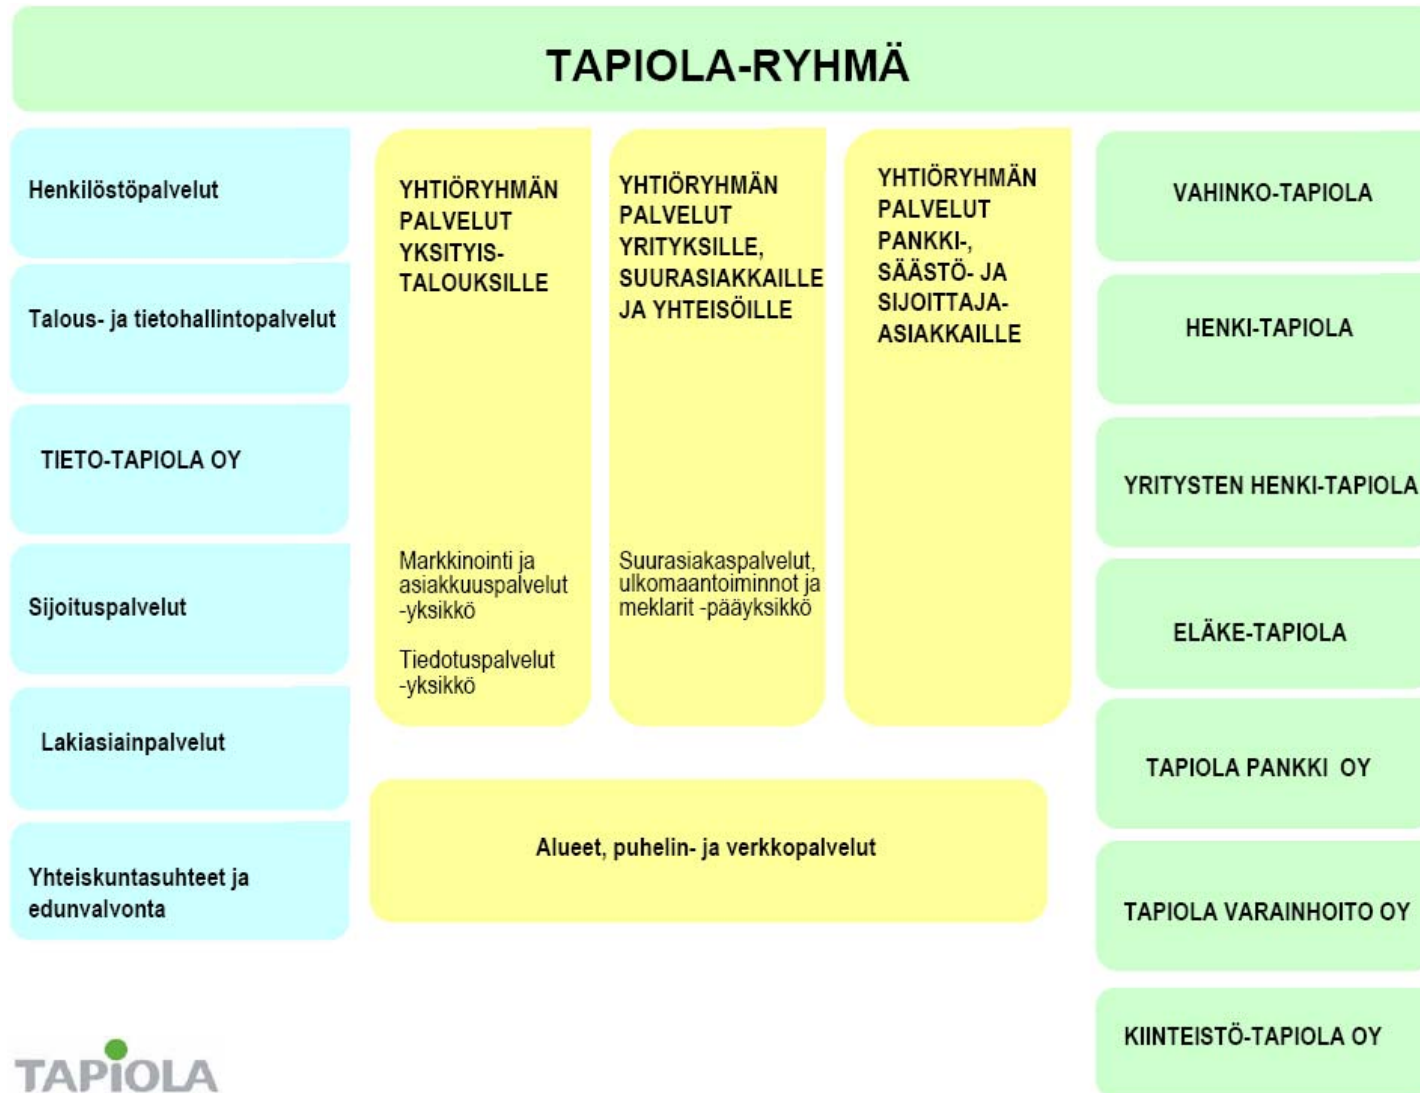 TAPIOLA-RYHMÄ
Henkilöstöpalvelut
Talous- ja tietohallintopalvelut
TIETO-TAPIOLA OY
Sijoituspalvelut
Lakiasiainpalvelut
Yhteiskuntasuhteet ja
edunvalvonta
YHTIÖRYHMÄN
PALVELUT
YKSITYIS-
TALOUKSILLE
Markkinointi ja
asiakkuuspalvelut
-yksikkö
Tiedotuspalvelut
-yksikkö
YHTIÖRYHMÄN
PALVELUT
YRITYKSILLE,
SUURASIAKKAILLE
JA YHTEISÖILLE
Suurasiakaspalvelut,
ulkomaantoiminnot ja
meklarit -pääyksikkö
YHTIÖRYHMÄN
PALVELUT
PANKKI-,
SÄÄSTÖ- JA
SIJOITTAJA-
ASIAKKAILLE
Alueet, puhelin- ja verkkopalvelut
VAHINKO-TAPIOLA
HENKI-TAPIOLA
YRITYSTEN HENKI-TAPIOLA
ELÄKE-TAPIOLA
TAPIOLA PANKKI OY
TAPIOLA VARAINHOITO OY
KIINTEISTÖ-TAPIOLA OY
TAPIOLA